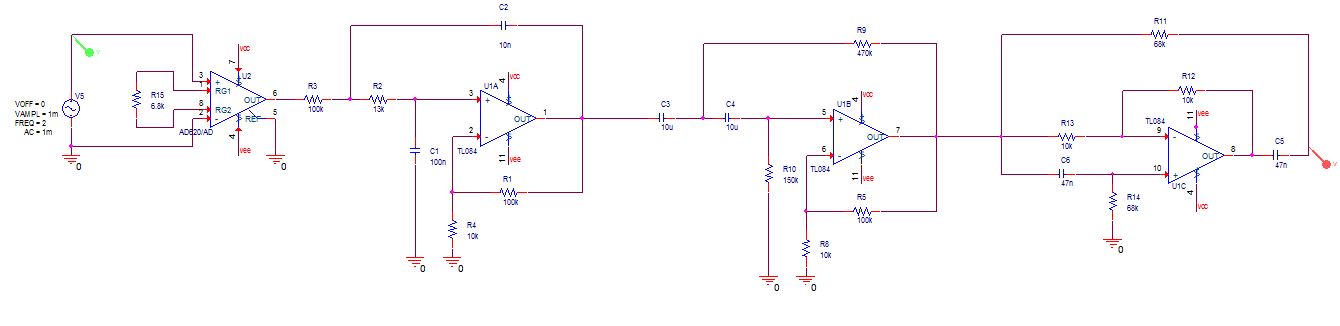 V5
VOFF = 0
VAMPL = 1m
FREQ = 2
AC = 1m
0
R15
6.8k
vcc
7
U2
3
+
1
RG1
8
RG2
2
-
OUT
6
5
REF
AD620/AD
4
vee
0
R3
100k
R2
13k
C2
10n
C1
100n
0
U1A
vcc
4
3
+
2
-
OUT
1
TL084
11
vee
R1
100k
R4
10k
0
C3
10u
C4
10u
R9
470k
R10
150k
0
U1B
vcc
4
5
+
6
-
OUT
7
TL084
11
vee
R5
100k
R8
10k
0
R11
68k
R12
10k
R13
10k
C6
47n
R14
68k
0
TL084
vee
11
9
-
10
+
OUT
8
U1C
4
vcc
C5
47n
V